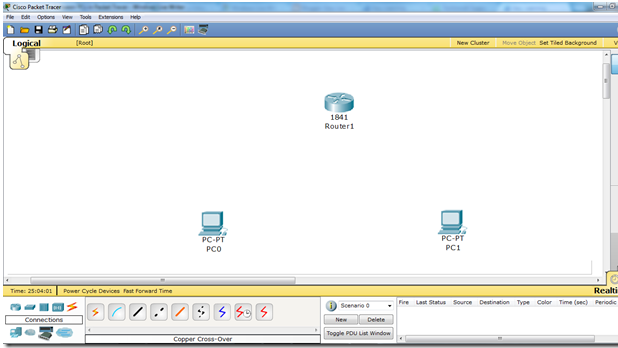 Cisco Packet Tracer
File Edit Options View Tools Extensions Help
Logical [Root] New Cluster Move Object Set Tiled Background V
1841
Router1
PC-PT
PC0
PC-PT
PC1
Time: 25:04:01 Power Cycle Devices Fast Forward Time Realti
Scenario 0
Fire Last Status Source Destination Type Color Time (sec) Periodic
Connections
New Delete
Toggle PDU List Window
Copper Cross-Over